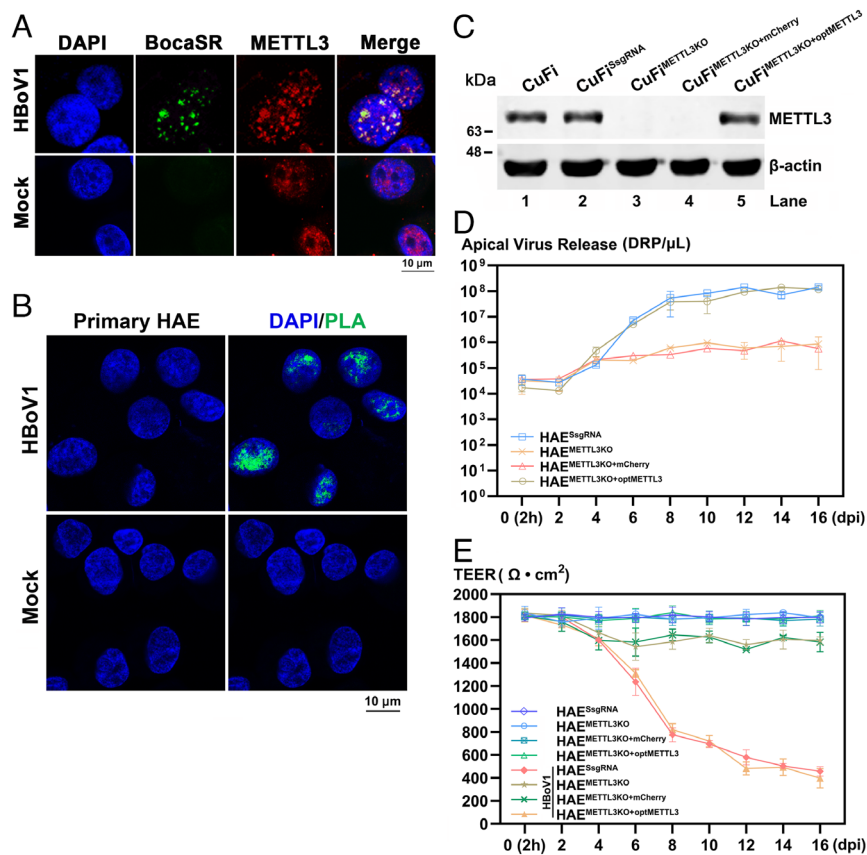 A
DAPI BocaSR METTL3 Merge
HBoV1
Mock
10 μm
B
Primary HAE DAPI/PLA
HBoV1
Mock
10 μm
C
CuFi CuFiSsgRNA CuFiMETTL3KO CuFiMETTL3KO+mCherry CuFiMETTL3KO+optMETTL3
kDa
METTL3
63
48
β-actin
1 2 3 4 5 Lane
D
Apical Virus Release (DRP/μL)
10⁹
10⁸
10⁷
10⁶
10⁵
10⁴
10³
10²
10¹
10⁰
HAESsgRNA
HAEMETTL3KO
HAEMETTL3KO+mCherry
HAEMETTL3KO+optMETTL3
0 (2h) 2 4 6 8 10 12 14 16 (dpi)
E
TEER ( Ω • cm²)
2000
1800
1600
1400
1200
1000
800
600
400
200
0
HAESsgRNA
HAEMETTL3KO
HAEMETTL3KO+mCherry
HAEMETTL3KO+optMETTL3
HBoV1
HAESsgRNA
HAEMETTL3KO
HAEMETTL3KO+mCherry
HAEMETTL3KO+optMETTL3
0 (2h) 2 4 6 8 10 12 14 16 (dpi)